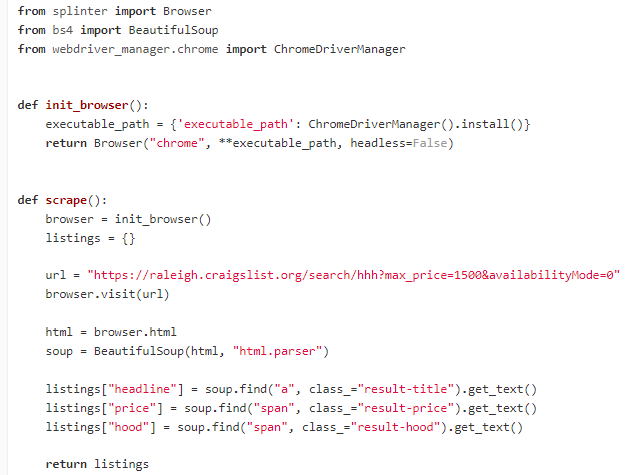 from splinter import Browser
from bs4 import BeautifulSoup
from webdriver_manager.chrome import ChromeDriverManager
def init_browser():
    executable_path = {'executable_path': ChromeDriverManager().install()}
    return Browser("chrome", **executable_path, headless=False)
def scrape():
    browser = init_browser()
    listings = {}
    url = "https://raleigh.craigslist.org/search/hhh?max_price=1500&availabilityMode=0"
    browser.visit(url)
    html = browser.html
    soup = BeautifulSoup(html, "html.parser")
    listings["headline"] = soup.find("a", class_="result-title").get_text()
    listings["price"] = soup.find("span", class_="result-price").get_text()
    listings["hood"] = soup.find("span", class_="result-hood").get_text()
    return listings